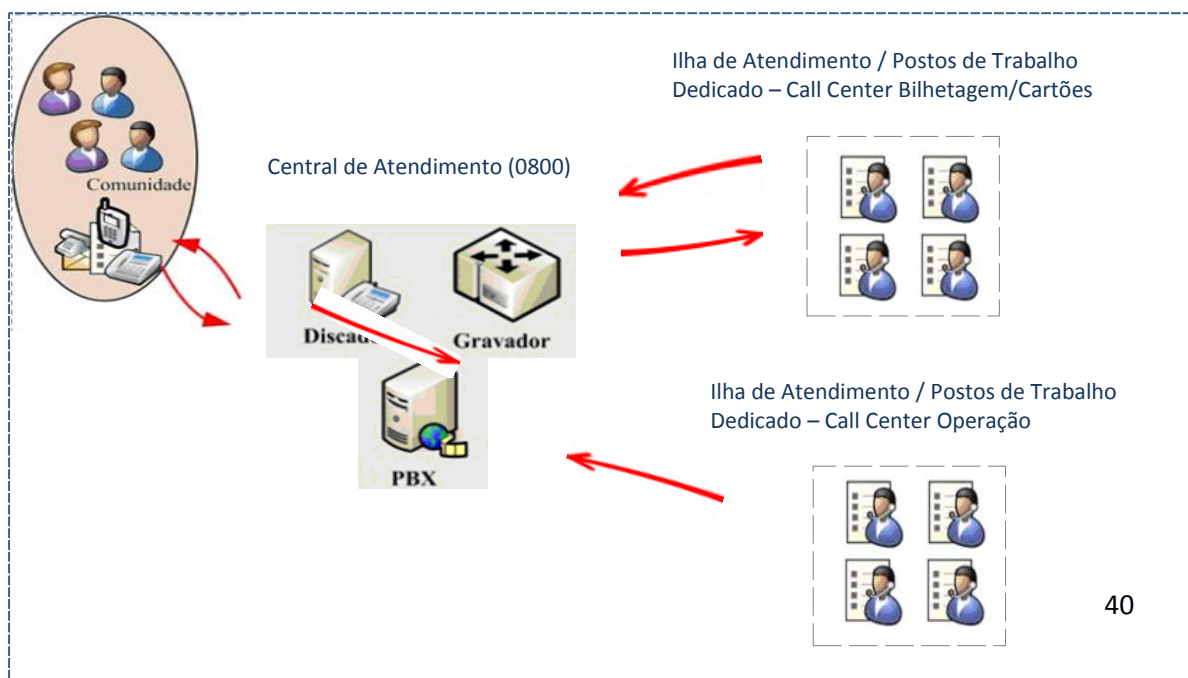 Ilha de Atendimento / Postos de Trabalho
Dedicado – Call Center Bilhetagem/Cartões
Comunidade
Central de Atendimento (0800)
Discad
Gravador
PBX
Ilha de Atendimento / Postos de Trabalho
Dedicado – Call Center Operação
40